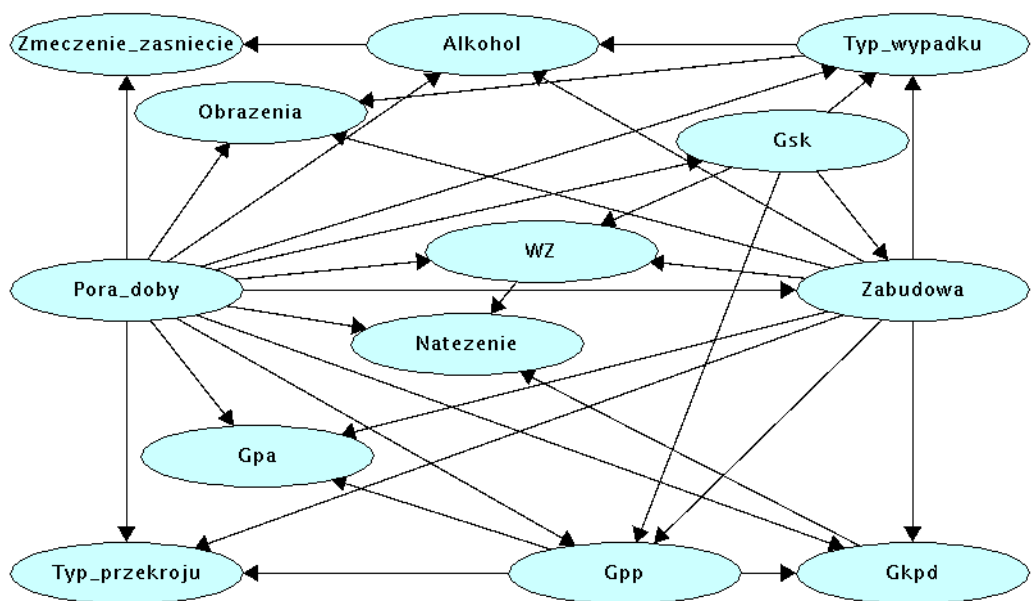 Zmeczenie_zasniecie
Alkohol
Typ_wypadku
Obrazenia
Gsk
WZ
Pora_doby
Zabudowa
Natezenie
Gpa
Typ_przekroju
Gpp
Gkpd